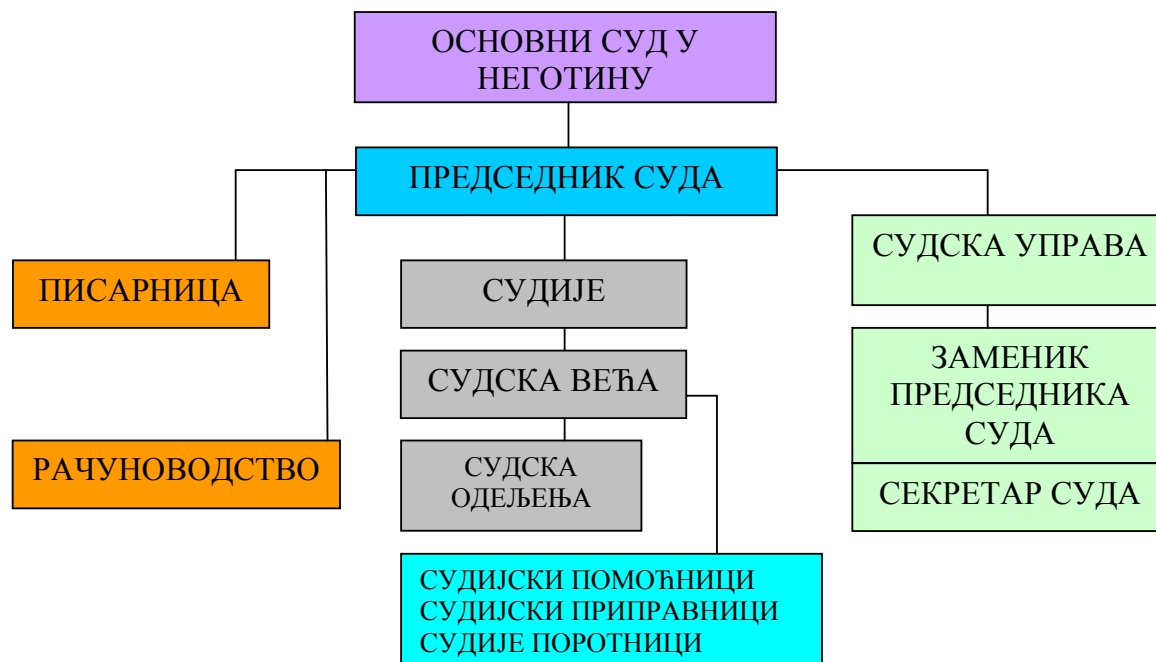 ОСНОВНИ СУД У
НЕГОТИНУ
ПРЕДСЕДНИК СУДА
СУДСКА УПРАВА
ПИСАРНИЦА
СУДИЈЕ
ЗАМЕНИК
ПРЕДСЕДНИКА
СУДА
СУДСКА ВЕЋА
РАЧУНОВОДСТВО
СУДСКА
ОДЕЉЕЊА
СЕКРЕТАР СУДА
СУДИЈСКИ ПОМОЋНИЦИ
СУДИЈСКИ ПРИПРАВНИЦИ
СУДИЈЕ ПОРОТНИЦИ